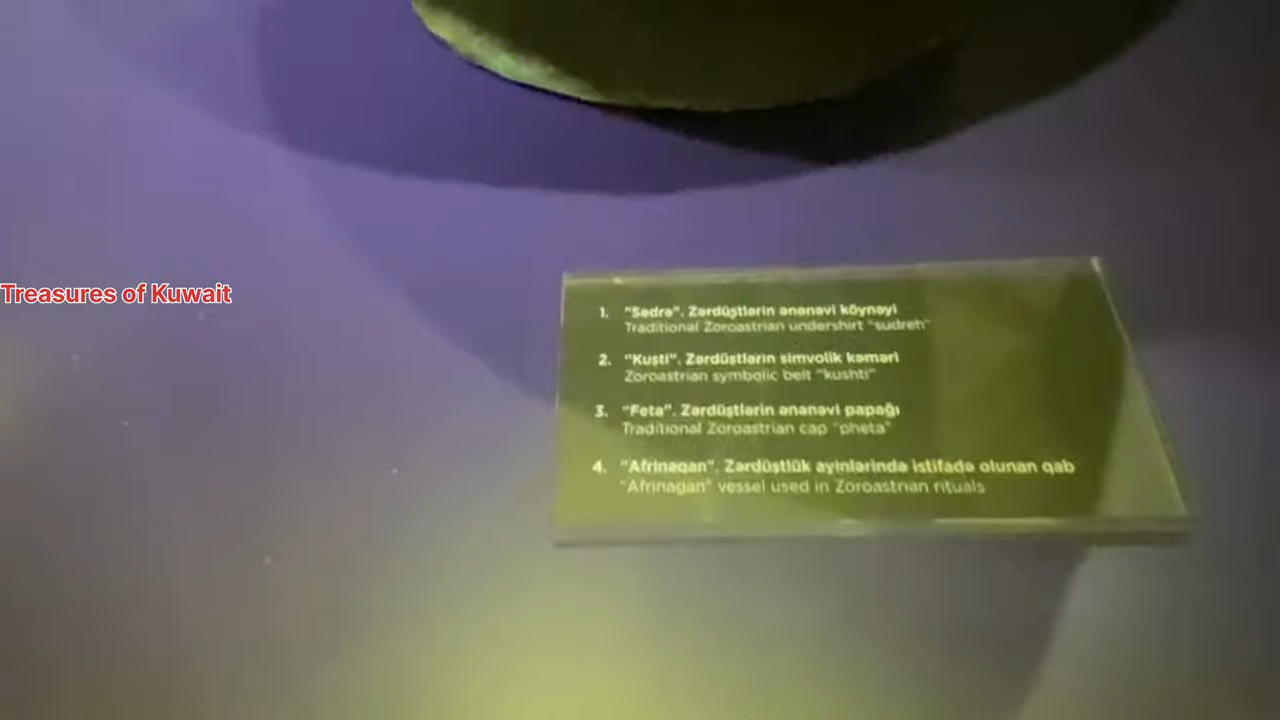 Treasures of Kuwait
1. "Sədrə". Zərdüştlərin ənənəvi köynəyi
Traditional Zoroastrian undershirt "sudreh"
2. "Kuşti". Zərdüştlərin simvolik kəməri
Zoroastrian symbolic belt "kushti"
3. "Feta". Zərdüştlərin ənənəvi papağı
Traditional Zoroastrian cap "pheta"
4. "Afrinaqan". Zərdüştlük ayinlərində istifadə olunan qab
"Afrinagan" vessel used in Zoroastrian rituals